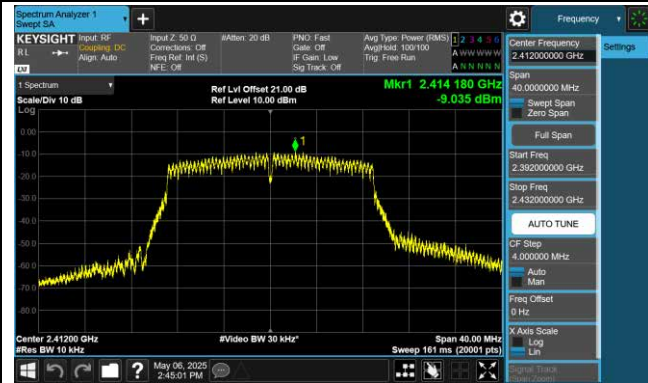 Spectrum Analyzer 1
Swept SA
Frequency
KEYSIGHT
Input: RF
Coupling: DC
Align: Auto
Input Z: 50 Ω
Corrections: Off
Freq Ref: Int (S)
NFE: Off
#Atten: 20 dB
PNO: Fast
Gate: Off
IF Gain: Low
Sig Track: Off
Avg Type: Power (RMS)
Avg|Hold: 100/100
Trig: Free Run
1 2 3 4 5 6
A W W W W W
A N N N N N
RL
LXI
1 Spectrum
Scale/Div 10 dB
Log
Ref Lvl Offset 21.00 dB
Ref Level 10.00 dBm
Mkr1 2.414 180 GHz
-9.035 dBm
1
0.00
-10.0
-20.0
-30.0
-40.0
-50.0
-60.0
-70.0
-80.0
Center 2.41200 GHz
#Res BW 10 kHz
#Video BW 30 kHz*
Span 40.00 MHz
Sweep 161 ms (20001 pts)
May 06, 2025
2:45:01 PM
Center Frequency
2.412000000 GHz
Settings
Span
40.0000000 MHz
Swept Span
Zero Span
Full Span
Start Freq
2.392000000 GHz
Stop Freq
2.432000000 GHz
AUTO TUNE
CF Step
4.000000 MHz
Auto
Man
Freq Offset
0 Hz
X Axis Scale
Log
Lin
Signal Track
(Span Zoom)